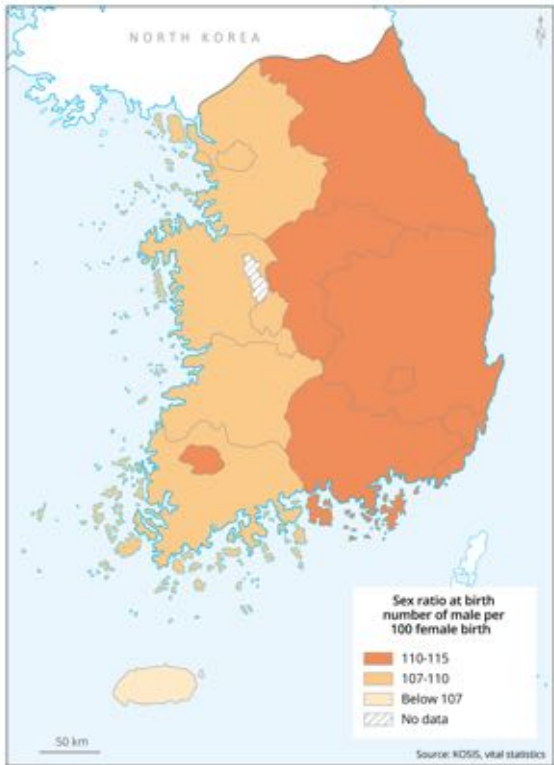 NORTH KOREA
N
Sex ratio at birth
number of male per
100 female birth
110-115
107-110
Below 107
No data
50 km
Source: KOSIS, vital statistics